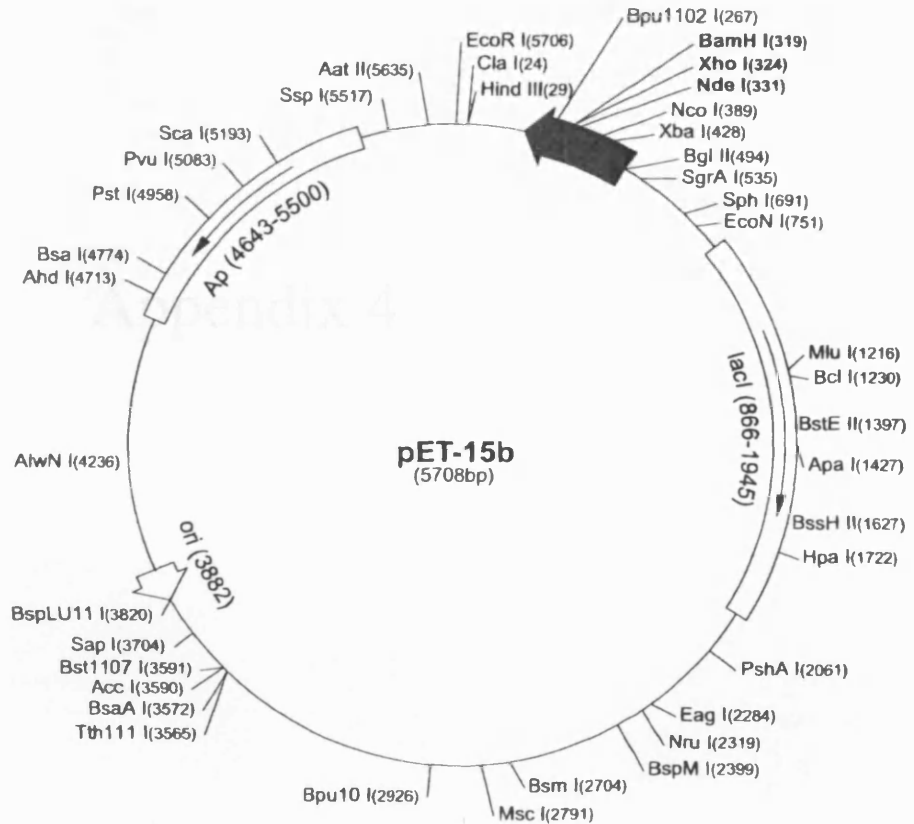 EcoR I(5706)
Cla I(24)
Hind III(29)
Bpu1102 I(267)
BamH I(319)
Xho I(324)
Nde I(331)
Nco I(389)
Xba I(428)
Bgl II(494)
SgrA I(535)
Sph I(691)
EcoN I(751)
lacI (866-1945)
Mlu I(1216)
Bcl I(1230)
BstE II(1397)
Apa I(1427)
BssH II(1627)
Hpa I(1722)
PshA I(2061)
Eag I(2284)
Nru I(2319)
BspM I(2399)
Bsm I(2704)
Msc I(2791)
Bpu10 I(2926)
Tth111 I(3565)
BsaA I(3572)
Acc I(3590)
Bst1107 I(3591)
Sap I(3704)
BspLU11 I(3820)
ori (3882)
AlwN I(4236)
Ap (4643-5500)
Ahd I(4713)
Bsa I(4774)
Pst I(4958)
Pvu I(5083)
Sca I(5193)
Ssp I(5517)
Aat II(5635)
pET-15b
(5708bp)
Appendix 4